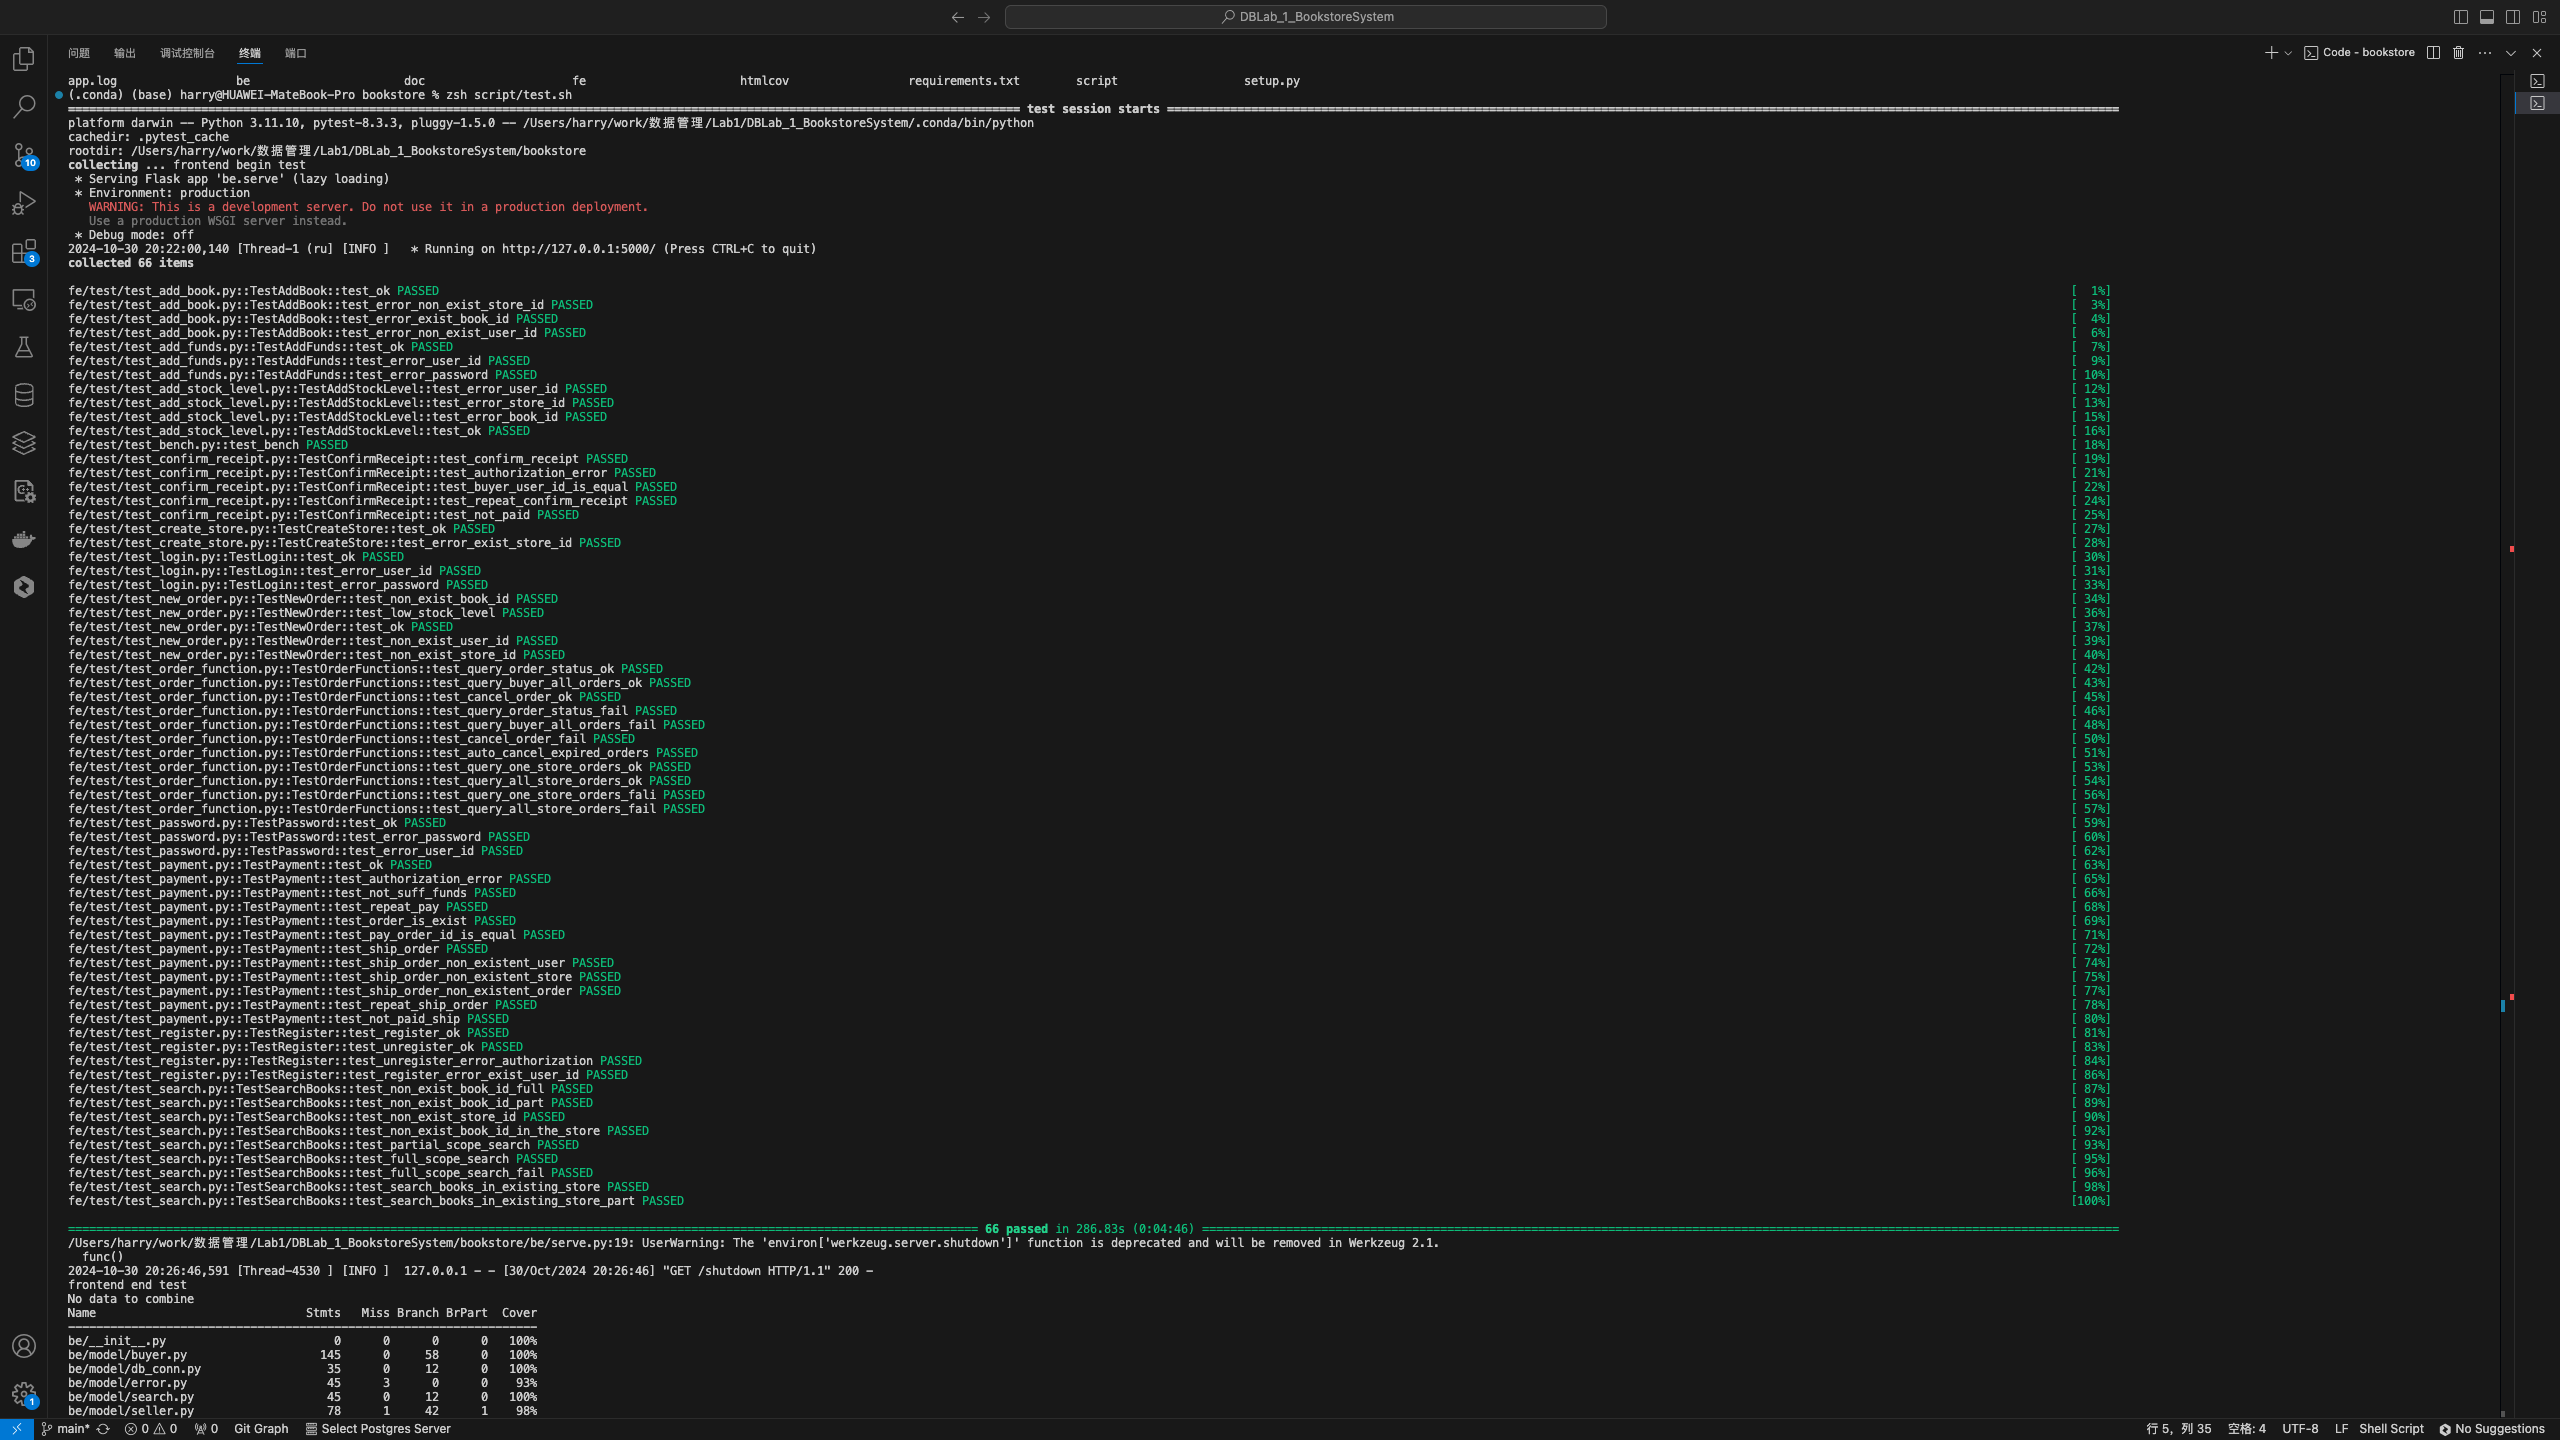 DBLab_1_BookstoreSystem
问题 输出 调试控制台 终端 端口
Code - bookstore
app.log be doc fe htmlcov requirements.txt script setup.py
(.conda) (base) harry@HUAWEI-MateBook-Pro bookstore % zsh script/test.sh
test session starts
platform darwin -- Python 3.11.10, pytest-8.3.3, pluggy-1.5.0 -- /Users/harry/work/数据管理/Lab1/DBLab_1_BookstoreSystem/.conda/bin/python
cachedir: .pytest_cache
rootdir: /Users/harry/work/数据管理/Lab1/DBLab_1_BookstoreSystem/bookstore
collecting ... frontend begin test
* Serving Flask app 'be.serve' (lazy loading)
* Environment: production
WARNING: This is a development server. Do not use it in a production deployment.
Use a production WSGI server instead.
* Debug mode: off
2024-10-30 20:22:00,140 [Thread-1 (ru] [INFO ]   * Running on http://127.0.0.1:5000/ (Press CTRL+C to quit)
collected 66 items
fe/test/test_add_book.py::TestAddBook::test_ok PASSED [  1%]
fe/test/test_add_book.py::TestAddBook::test_error_non_exist_store_id PASSED [  3%]
fe/test/test_add_book.py::TestAddBook::test_error_exist_book_id PASSED [  4%]
fe/test/test_add_book.py::TestAddBook::test_error_non_exist_user_id PASSED [  6%]
fe/test/test_add_funds.py::TestAddFunds::test_ok PASSED [  7%]
fe/test/test_add_funds.py::TestAddFunds::test_error_user_id PASSED [  9%]
fe/test/test_add_funds.py::TestAddFunds::test_error_password PASSED [ 10%]
fe/test/test_add_stock_level.py::TestAddStockLevel::test_error_user_id PASSED [ 12%]
fe/test/test_add_stock_level.py::TestAddStockLevel::test_error_store_id PASSED [ 13%]
fe/test/test_add_stock_level.py::TestAddStockLevel::test_error_book_id PASSED [ 15%]
fe/test/test_add_stock_level.py::TestAddStockLevel::test_ok PASSED [ 16%]
fe/test/test_bench.py::test_bench PASSED [ 18%]
fe/test/test_confirm_receipt.py::TestConfirmReceipt::test_confirm_receipt PASSED [ 19%]
fe/test/test_confirm_receipt.py::TestConfirmReceipt::test_authorization_error PASSED [ 21%]
fe/test/test_confirm_receipt.py::TestConfirmReceipt::test_buyer_user_id_is_equal PASSED [ 22%]
fe/test/test_confirm_receipt.py::TestConfirmReceipt::test_repeat_confirm_receipt PASSED [ 24%]
fe/test/test_confirm_receipt.py::TestConfirmReceipt::test_not_paid PASSED [ 25%]
fe/test/test_create_store.py::TestCreateStore::test_ok PASSED [ 27%]
fe/test/test_create_store.py::TestCreateStore::test_error_exist_store_id PASSED [ 28%]
fe/test/test_login.py::TestLogin::test_ok PASSED [ 30%]
fe/test/test_login.py::TestLogin::test_error_user_id PASSED [ 31%]
fe/test/test_login.py::TestLogin::test_error_password PASSED [ 33%]
fe/test/test_new_order.py::TestNewOrder::test_non_exist_book_id PASSED [ 34%]
fe/test/test_new_order.py::TestNewOrder::test_low_stock_level PASSED [ 36%]
fe/test/test_new_order.py::TestNewOrder::test_ok PASSED [ 37%]
fe/test/test_new_order.py::TestNewOrder::test_non_exist_user_id PASSED [ 39%]
fe/test/test_new_order.py::TestNewOrder::test_non_exist_store_id PASSED [ 40%]
fe/test/test_order_function.py::TestOrderFunctions::test_query_order_status_ok PASSED [ 42%]
fe/test/test_order_function.py::TestOrderFunctions::test_query_buyer_all_orders_ok PASSED [ 43%]
fe/test/test_order_function.py::TestOrderFunctions::test_cancel_order_ok PASSED [ 45%]
fe/test/test_order_function.py::TestOrderFunctions::test_query_order_status_fail PASSED [ 46%]
fe/test/test_order_function.py::TestOrderFunctions::test_query_buyer_all_orders_fail PASSED [ 48%]
fe/test/test_order_function.py::TestOrderFunctions::test_cancel_order_fail PASSED [ 50%]
fe/test/test_order_function.py::TestOrderFunctions::test_auto_cancel_expired_orders PASSED [ 51%]
fe/test/test_order_function.py::TestOrderFunctions::test_query_one_store_orders_ok PASSED [ 53%]
fe/test/test_order_function.py::TestOrderFunctions::test_query_all_store_orders_ok PASSED [ 54%]
fe/test/test_order_function.py::TestOrderFunctions::test_query_one_store_orders_fali PASSED [ 56%]
fe/test/test_order_function.py::TestOrderFunctions::test_query_all_store_orders_fail PASSED [ 57%]
fe/test/test_password.py::TestPassword::test_ok PASSED [ 59%]
fe/test/test_password.py::TestPassword::test_error_password PASSED [ 60%]
fe/test/test_password.py::TestPassword::test_error_user_id PASSED [ 62%]
fe/test/test_payment.py::TestPayment::test_ok PASSED [ 63%]
fe/test/test_payment.py::TestPayment::test_authorization_error PASSED [ 65%]
fe/test/test_payment.py::TestPayment::test_not_suff_funds PASSED [ 66%]
fe/test/test_payment.py::TestPayment::test_repeat_pay PASSED [ 68%]
fe/test/test_payment.py::TestPayment::test_order_is_exist PASSED [ 69%]
fe/test/test_payment.py::TestPayment::test_pay_order_id_is_equal PASSED [ 71%]
fe/test/test_payment.py::TestPayment::test_ship_order PASSED [ 72%]
fe/test/test_payment.py::TestPayment::test_ship_order_non_existent_user PASSED [ 74%]
fe/test/test_payment.py::TestPayment::test_ship_order_non_existent_store PASSED [ 75%]
fe/test/test_payment.py::TestPayment::test_ship_order_non_existent_order PASSED [ 77%]
fe/test/test_payment.py::TestPayment::test_repeat_ship_order PASSED [ 78%]
fe/test/test_payment.py::TestPayment::test_not_paid_ship PASSED [ 80%]
fe/test/test_register.py::TestRegister::test_register_ok PASSED [ 81%]
fe/test/test_register.py::TestRegister::test_unregister_ok PASSED [ 83%]
fe/test/test_register.py::TestRegister::test_unregister_error_authorization PASSED [ 84%]
fe/test/test_register.py::TestRegister::test_register_error_exist_user_id PASSED [ 86%]
fe/test/test_search.py::TestSearchBooks::test_non_exist_book_id_full PASSED [ 87%]
fe/test/test_search.py::TestSearchBooks::test_non_exist_book_id_part PASSED [ 89%]
fe/test/test_search.py::TestSearchBooks::test_non_exist_store_id PASSED [ 90%]
fe/test/test_search.py::TestSearchBooks::test_non_exist_book_id_in_the_store PASSED [ 92%]
fe/test/test_search.py::TestSearchBooks::test_partial_scope_search PASSED [ 93%]
fe/test/test_search.py::TestSearchBooks::test_full_scope_search PASSED [ 95%]
fe/test/test_search.py::TestSearchBooks::test_full_scope_search_fail PASSED [ 96%]
fe/test/test_search.py::TestSearchBooks::test_search_books_in_existing_store PASSED [ 98%]
fe/test/test_search.py::TestSearchBooks::test_search_books_in_existing_store_part PASSED [100%]
66 passed in 286.83s (0:04:46)
/Users/harry/work/数据管理/Lab1/DBLab_1_BookstoreSystem/bookstore/be/serve.py:19: UserWarning: The 'environ['werkzeug.server.shutdown']' function is deprecated and will be removed in Werkzeug 2.1.
func()
2024-10-30 20:26:46,591 [Thread-4530 ] [INFO ]  127.0.0.1 - - [30/Oct/2024 20:26:46] "GET /shutdown HTTP/1.1" 200 -
frontend end test
No data to combine
Name Stmts Miss Branch BrPart Cover
be/__init__.py 0 0 0 0 100%
be/model/buyer.py 145 0 58 0 100%
be/model/db_conn.py 35 0 12 0 100%
be/model/error.py 45 3 0 0 93%
be/model/search.py 45 0 12 0 100%
be/model/seller.py 78 1 42 1 98%
10
3
1
main* 0 0 0 Git Graph Select Postgres Server 行 5，列 35 空格: 4 UTF-8 LF Shell Script No Suggestions